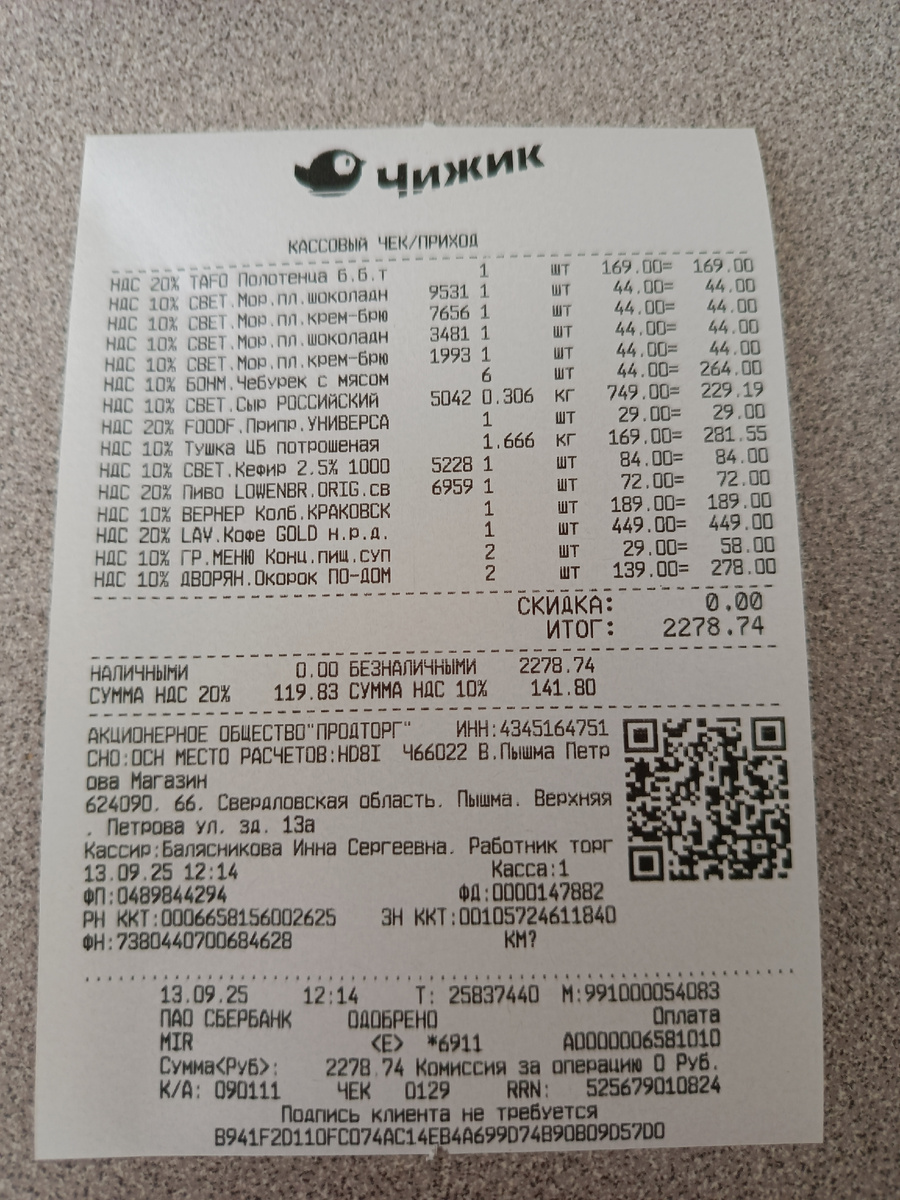 Чижик
КАССОВЫЙ ЧЕК/ПРИХОД
НДС 20% TAFO Полотенца б.б.т 1 шт 169.00= 169.00
НДС 10% СВЕТ.Мор.пл.шоколадн 9531 1 шт 44.00= 44.00
НДС 10% СВЕТ.Мор.пл.крем-брю 7656 1 шт 44.00= 44.00
НДС 10% СВЕТ.Мор.пл.шоколадн 3481 1 шт 44.00= 44.00
НДС 10% СВЕТ.Мор.пл.крем-брю 1993 1 шт 44.00= 44.00
НДС 10% БОНМ.Чебурек с мясом 6 шт 44.00= 264.00
НДС 10% СВЕТ.Сыр РОССИЙСКИЙ 5042 0.306 кг 749.00= 229.19
НДС 20% FOODF.Припр.УНИВЕРСА 1 шт 29.00= 29.00
НДС 10% Тушка ЦБ потрошеная 1.666 кг 169.00= 281.55
НДС 10% СВЕТ.Кефир 2.5% 1000 5228 1 шт 84.00= 84.00
НДС 20% Пиво LOWENBR.ORIG.св 6959 1 шт 72.00= 72.00
НДС 10% ВЕРНЕР Колб.КРАКОВСК 1 шт 189.00= 189.00
НДС 20% LAV.Кофе GOLD н.р.д. 1 шт 449.00= 449.00
НДС 10% ГР.МЕНЮ Конц.пищ.суп 2 шт 29.00= 58.00
НДС 10% ДВОРЯН.Окорок ПО-ДОМ 2 шт 139.00= 278.00
СКИДКА: 0.00
ИТОГ: 2278.74
НАЛИЧНЫМИ 0.00 БЕЗНАЛИЧНЫМИ 2278.74
СУММА НДС 20% 119.83 СУММА НДС 10% 141.80
АКЦИОНЕРНОЕ ОБЩЕСТВО"ПРОДТОРГ" ИНН:4345164751
СНО:ОСН МЕСТО РАСЧЕТОВ:HD8I Ч66022 В.Пышма Петр
ова Магазин
624090. 66. Свердловская область. Пышма. Верхняя
. Петрова ул. зд. 13а
Кассир:Балясникова Инна Сергеевна. Работник торг
13.09.25 12:14 Касса:1
ФП:0489844294 ФД:0000147882
РН ККТ:0006658156002625 ЗН ККТ:00105724611840
ФН:7380440700684628 КМ?
13.09.25 12:14 Т: 25837440 М:991000054083
ПАО СБЕРБАНК ОДОБРЕНО Оплата
MIR <E> *6911 A0000006581010
Сумма<Руб>: 2278.74 Комиссия за операцию 0 Руб.
К/А: 090111 ЧЕК 0129 RRN: 525679010824
Подпись клиента не требуется
B941F2D110FC074AC14EB4A699D74B90B09D57D0